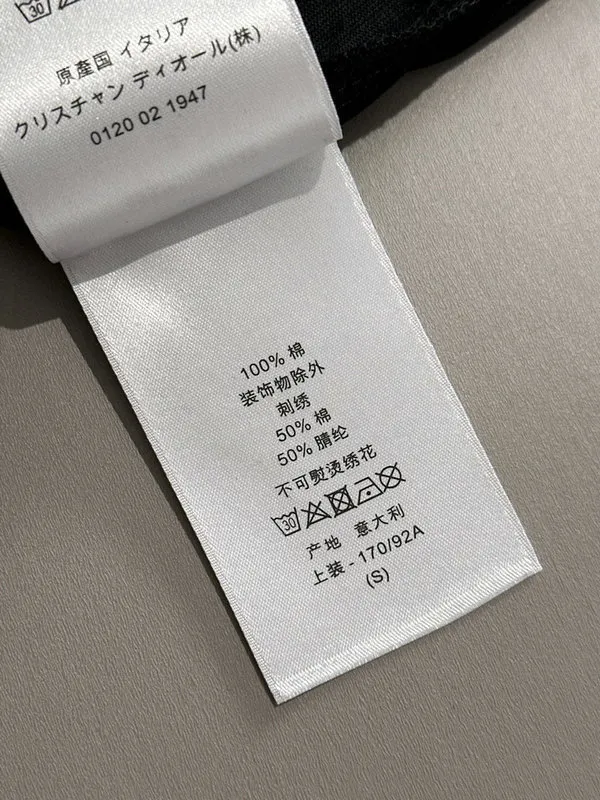 30
原産国 イタリア
クリスチャン ディオール(株)
0120 02 1947
100% 棉
装饰物除外
刺绣
50% 棉
50% 腈纶
不可熨烫绣花
30
产地 意大利
上装 - 170/92A
(S)